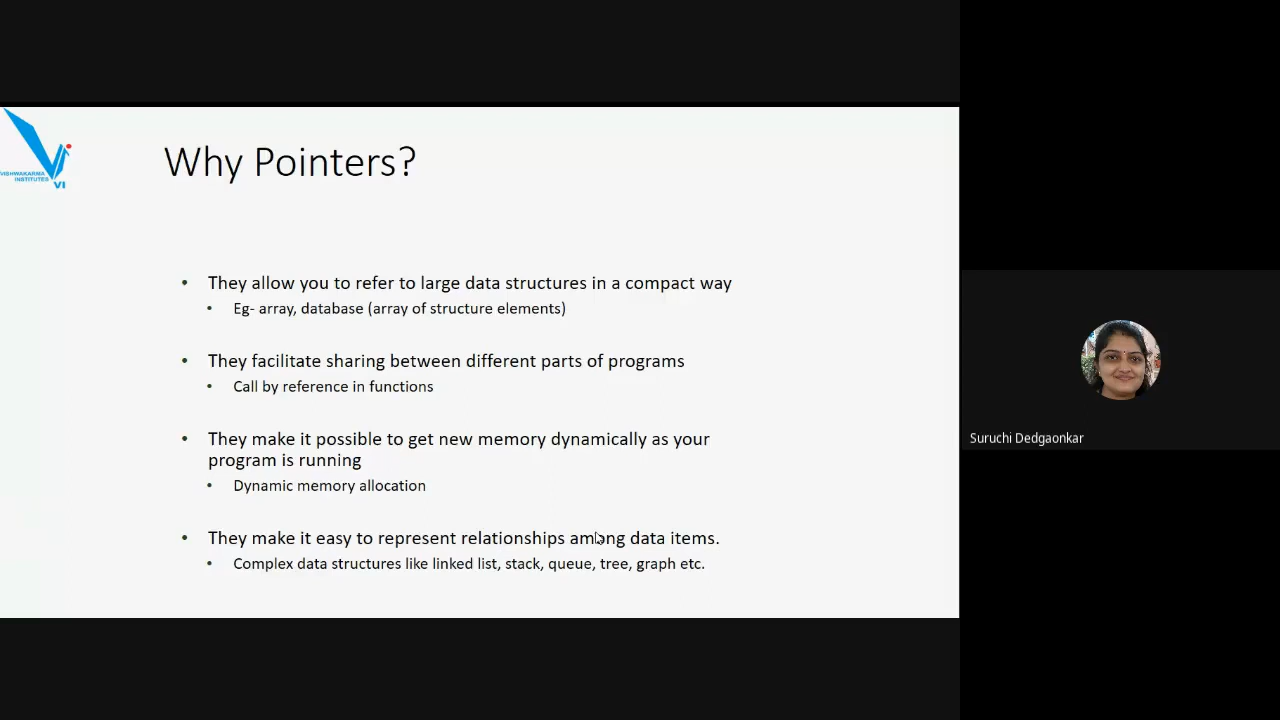 VISHWAKARMA
INSTITUTES
VI
Why Pointers?
• They allow you to refer to large data structures in a compact way
• Eg- array, database (array of structure elements)
• They facilitate sharing between different parts of programs
• Call by reference in functions
• They make it possible to get new memory dynamically as your
program is running
• Dynamic memory allocation
• They make it easy to represent relationships among data items.
• Complex data structures like linked list, stack, queue, tree, graph etc.
Suruchi Dedgaonkar